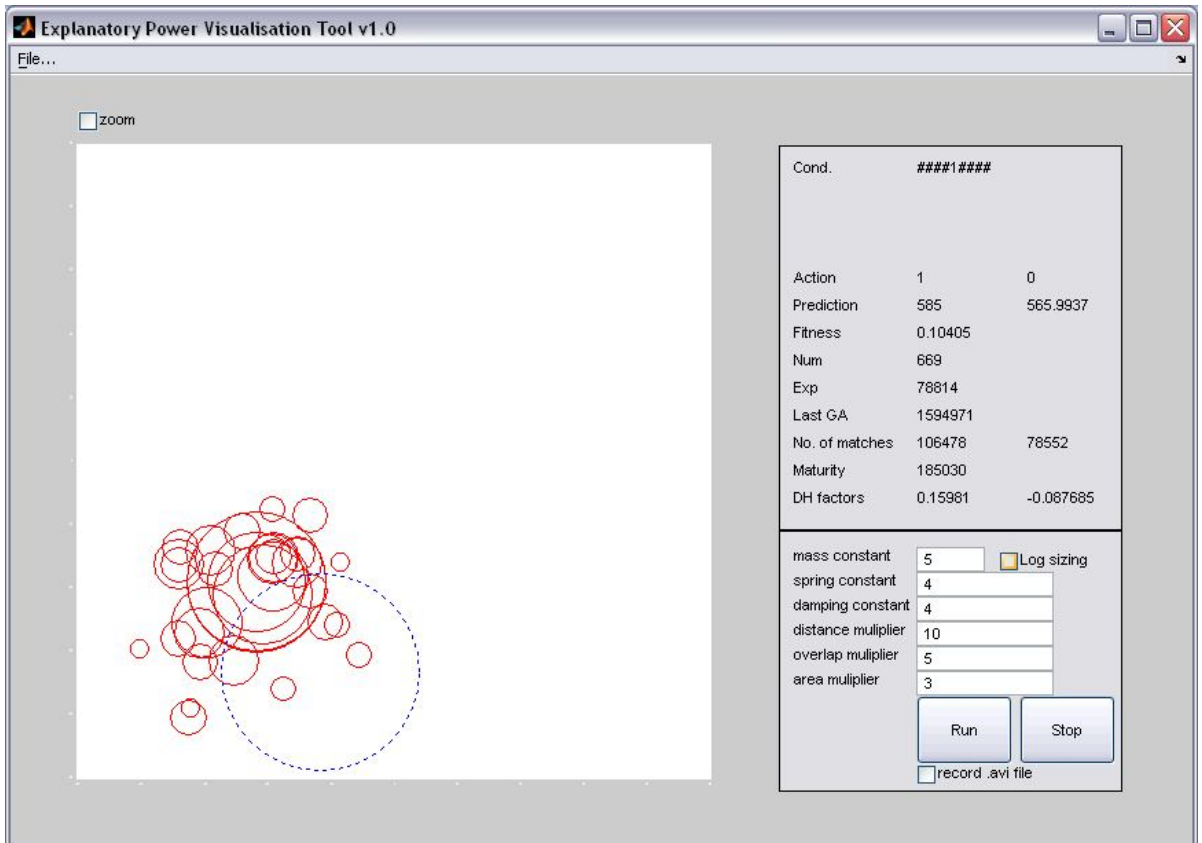 Explanatory Power Visualisation Tool v1.0
File...
zoom
Cond. ####1####
Action 1 0
Prediction 585 565.9937
Fitness 0.10405
Num 669
Exp 78814
Last GA 1594971
No. of matches 106478 78552
Maturity 185030
DH factors 0.15981 -0.087685
mass constant 5 Log sizing
spring constant 4
damping constant 4
distance muliplier 10
overlap muliplier 5
area muliplier 3
Run Stop
record .avi file